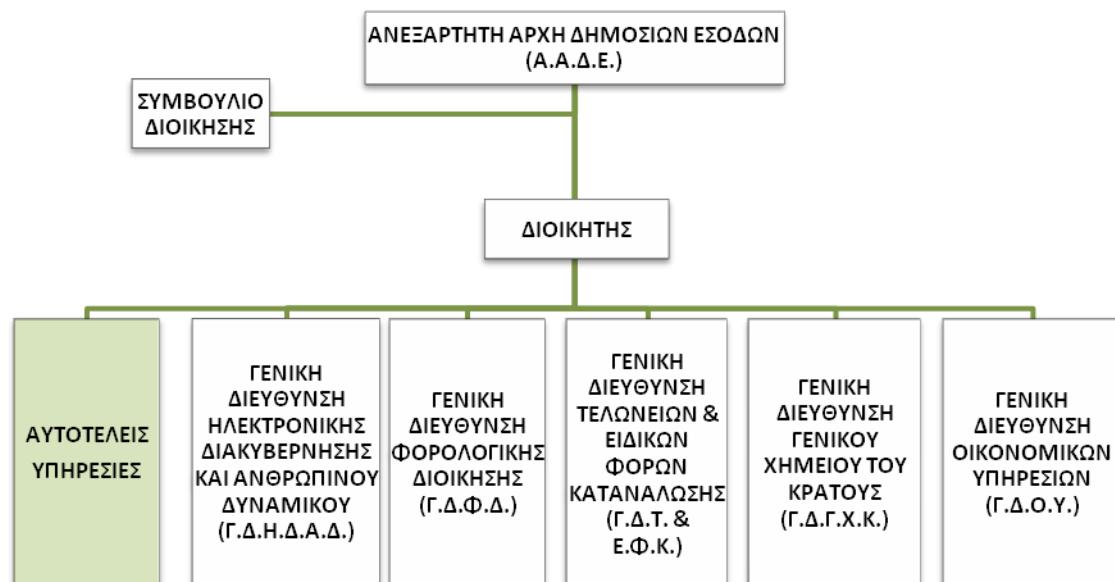 ΑΝΕΞΑΡΤΗΤΗ ΑΡΧΗ ΔΗΜΟΣΙΩΝ ΕΣΟΔΩΝ
(Α.Α.Δ.Ε.)
ΣΥΜΒΟΥΛΙΟ
ΔΙΟΙΚΗΣΗΣ
ΔΙΟΙΚΗΤΗΣ
ΑΥΤΟΤΕΛΕΙΣ
ΥΠΗΡΕΣΙΕΣ
ΓΕΝΙΚΗ
ΔΙΕΥΘΥΝΣΗ
ΗΛΕΚΤΡΟΝΙΚΗΣ
ΔΙΑΚΥΒΕΡΝΗΣΗΣ
ΚΑΙ ΑΝΘΡΩΠΙΝΟΥ
ΔΥΝΑΜΙΚΟΥ
(Γ.Δ.Η.Δ.Α.Δ.)
ΓΕΝΙΚΗ
ΔΙΕΥΘΥΝΣΗ
ΦΟΡΟΛΟΓΙΚΗΣ
ΔΙΟΙΚΗΣΗΣ
(Γ.Δ.Φ.Δ.)
ΓΕΝΙΚΗ
ΔΙΕΥΘΥΝΣΗ
ΤΕΛΩΝΕΙΩΝ &
ΕΙΔΙΚΩΝ
ΦΟΡΩΝ
ΚΑΤΑΝΑΛΩΣΗΣ
(Γ.Δ.Τ. &
Ε.Φ.Κ.)
ΓΕΝΙΚΗ
ΔΙΕΥΘΥΝΣΗ
ΓΕΝΙΚΟΥ
ΧΗΜΕΙΟΥ ΤΟΥ
ΚΡΑΤΟΥΣ
(Γ.Δ.Γ.Χ.Κ.)
ΓΕΝΙΚΗ
ΔΙΕΥΘΥΝΣΗ
ΟΙΚΟΝΟΜΙΚΩΝ
ΥΠΗΡΕΣΙΩΝ
(Γ.Δ.Ο.Υ.)